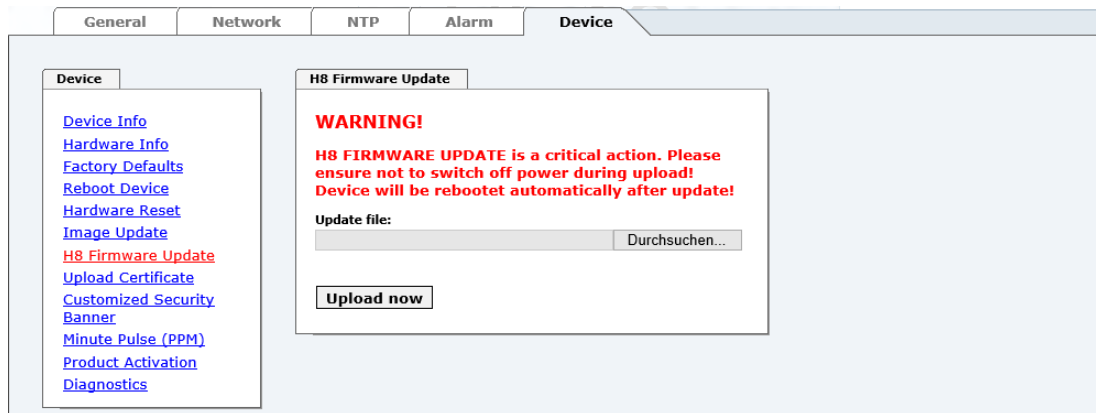 General Network NTP Alarm Device
Device
Device Info
Hardware Info
Factory Defaults
Reboot Device
Hardware Reset
Image Update
H8 Firmware Update
Upload Certificate
Customized Security
Banner
Minute Pulse (PPM)
Product Activation
Diagnostics
H8 Firmware Update
WARNING!
H8 FIRMWARE UPDATE is a critical action. Please
ensure not to switch off power during upload!
Device will be rebootet automatically after update!
Update file:
Durchsuchen...
Upload now